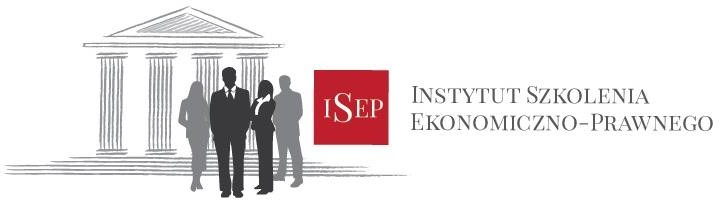 ISEP
INSTYTUT SZKOLENIA
EKONOMICZNO-PRAWNEGO